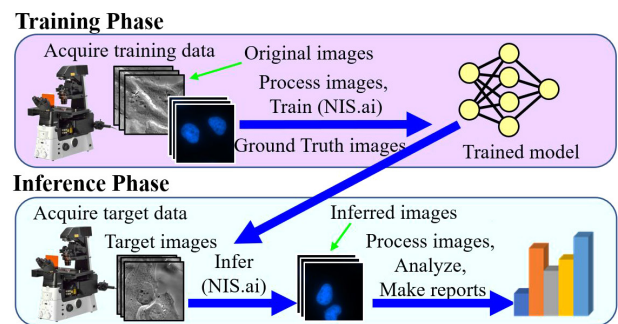 Training Phase
Acquire training data
Original images
Process images,
Train (NIS.ai)
Ground Truth images
Trained model
Inference Phase
Acquire target data
Target images
Infer
(NIS.ai)
Inferred images
Process images,
Analyze,
Make reports